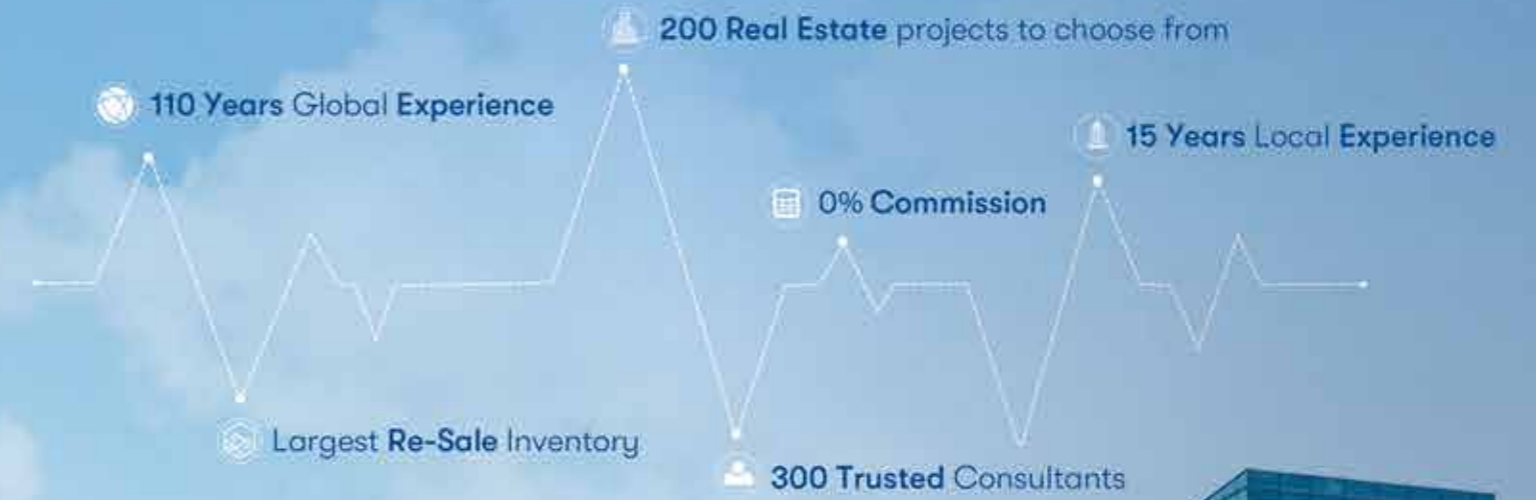 200 Real Estate projects to choose from
110 Years Global Experience
15 Years Local Experience
0% Commission
Largest Re-Sale Inventory
300 Trusted Consultants